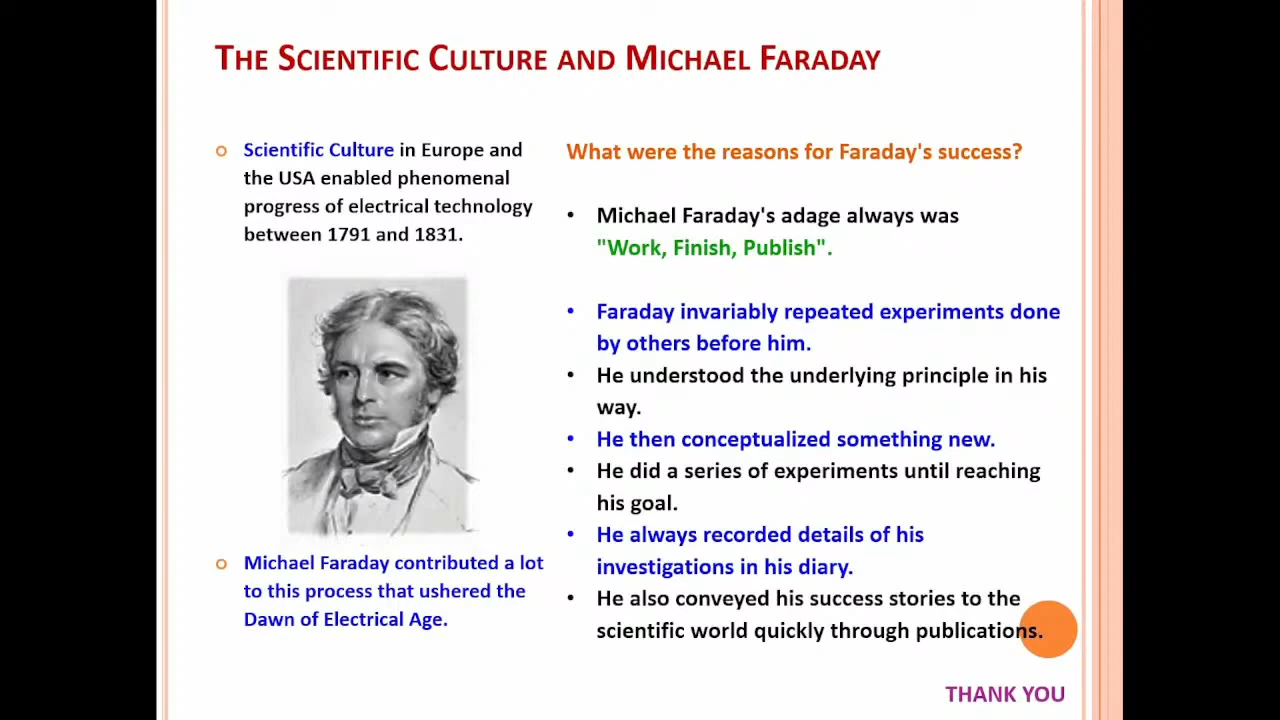 THE SCIENTIFIC CULTURE AND MICHAEL FARADAY
Scientific Culture in Europe and
the USA enabled phenomenal
progress of electrical technology
between 1791 and 1831.
Michael Faraday contributed a lot
to this process that ushered the
Dawn of Electrical Age.
What were the reasons for Faraday's success?
• Michael Faraday's adage always was
"Work, Finish, Publish".
• Faraday invariably repeated experiments done
by others before him.
• He understood the underlying principle in his
way.
• He then conceptualized something new.
• He did a series of experiments until reaching
his goal.
• He always recorded details of his
investigations in his diary.
• He also conveyed his success stories to the
scientific world quickly through publications.
THANK YOU